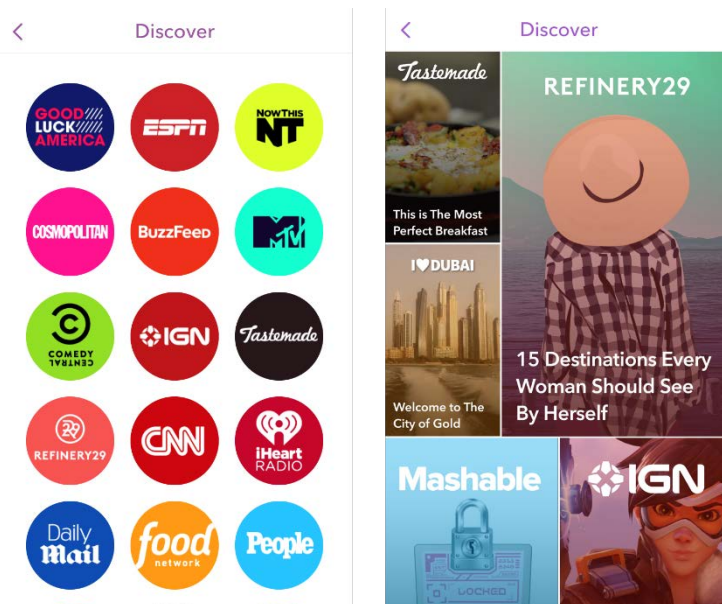 Discover
GOOD
LUCK
AMERICA
ESPN
NOWTHIS
NT
COSMOPOLITAN
BuzzFeed
MTV
C
COMEDY
CENTRAL
IGN
Tastemade
R29
REFINERY29
CNN
iHeart
RADIO
Daily
Mail
food
network
People
Discover
Tastemade
This is The Most
Perfect Breakfast
REFINERY29
15 Destinations Every
Woman Should See
By Herself
I♥DUBAI
Welcome to The
City of Gold
Mashable
LOCKED
IGN